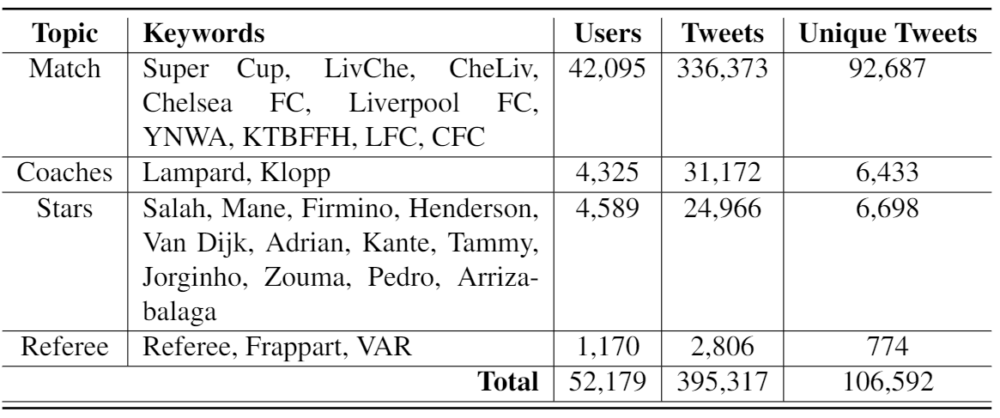 Topic Keywords Users Tweets Unique Tweets
Match Super Cup, LivChe, CheLiv, 42,095 336,373 92,687
Chelsea FC, Liverpool FC,
YNWA, KTBFFH, LFC, CFC
Coaches Lampard, Klopp 4,325 31,172 6,433
Stars Salah, Mane, Firmino, Henderson, 4,589 24,966 6,698
Van Dijk, Adrian, Kante, Tammy,
Jorginho, Zouma, Pedro, Arriza-
balaga
Referee Referee, Frappart, VAR 1,170 2,806 774
Total 52,179 395,317 106,592